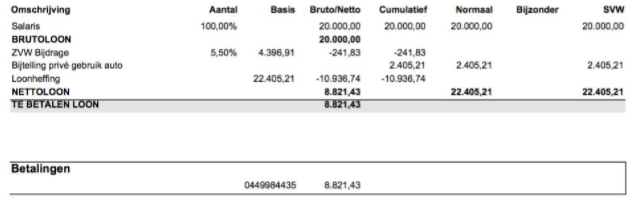 Omschrijving Aantal Basis Bruto/Netto Cumulatief Normaal Bijzonder SVW
Salaris 100,00% 20.000,00 20.000,00 20.000,00 20.000,00
BRUTOLOON 20.000,00
ZVW Bijdrage 5,50% 4.396,91 -241,83 -241,83
Bijtelling privé gebruik auto 2.405,21 2.405,21 2.405,21
Loonheffing 22.405,21 -10.936,74 -10.936,74
NETTOLOON 8.821,43 22.405,21 22.405,21
TE BETALEN LOON 8.821,43
Betalingen
0449984435 8.821,43